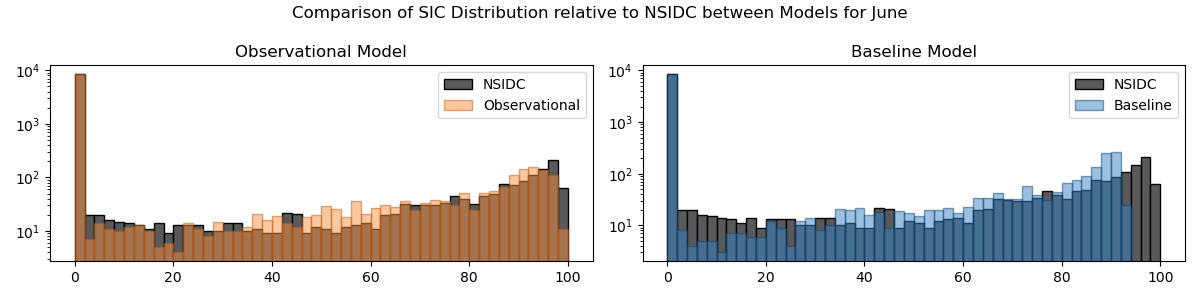 Comparison of SIC Distribution relative to NSIDC between Models for June
Observational Model
10⁴
10³
10²
10¹
0 20 40 60 80 100
NSIDC
Observational
Baseline Model
10⁴
10³
10²
10¹
0 20 40 60 80 100
NSIDC
Baseline